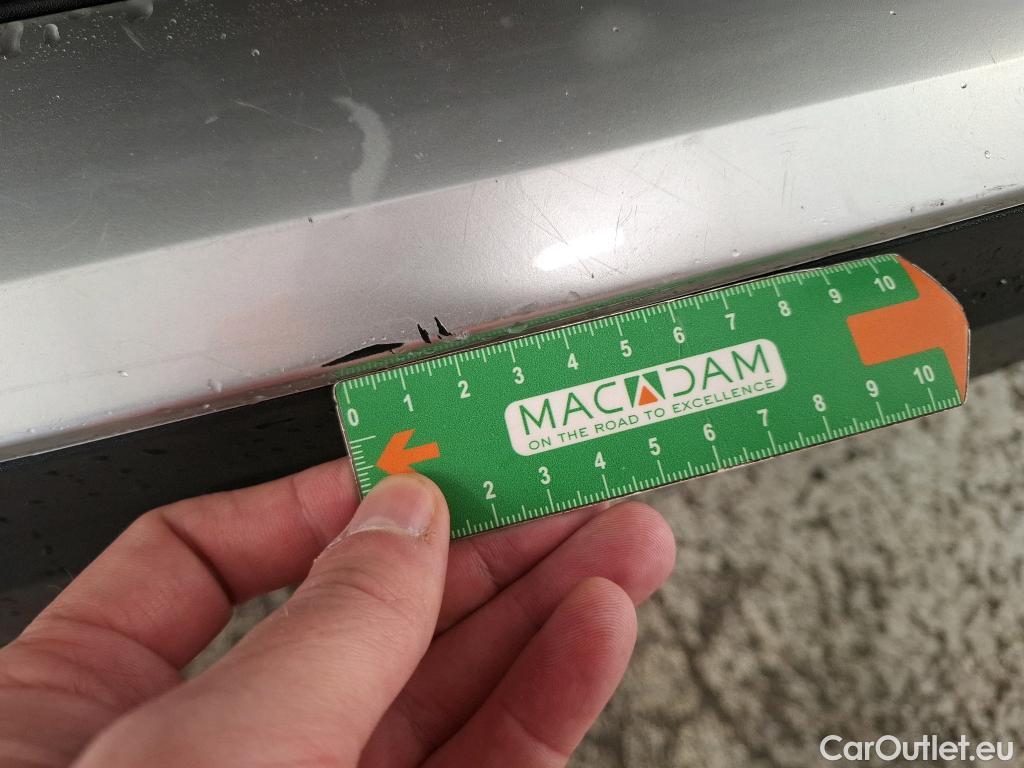 0 1 2 3 4 5 6 7 8 9 10
MACADAM
ON THE ROAD TO EXCELLENCE
2 3 4 5 6 7 8 9 10
CarOutlet.eu